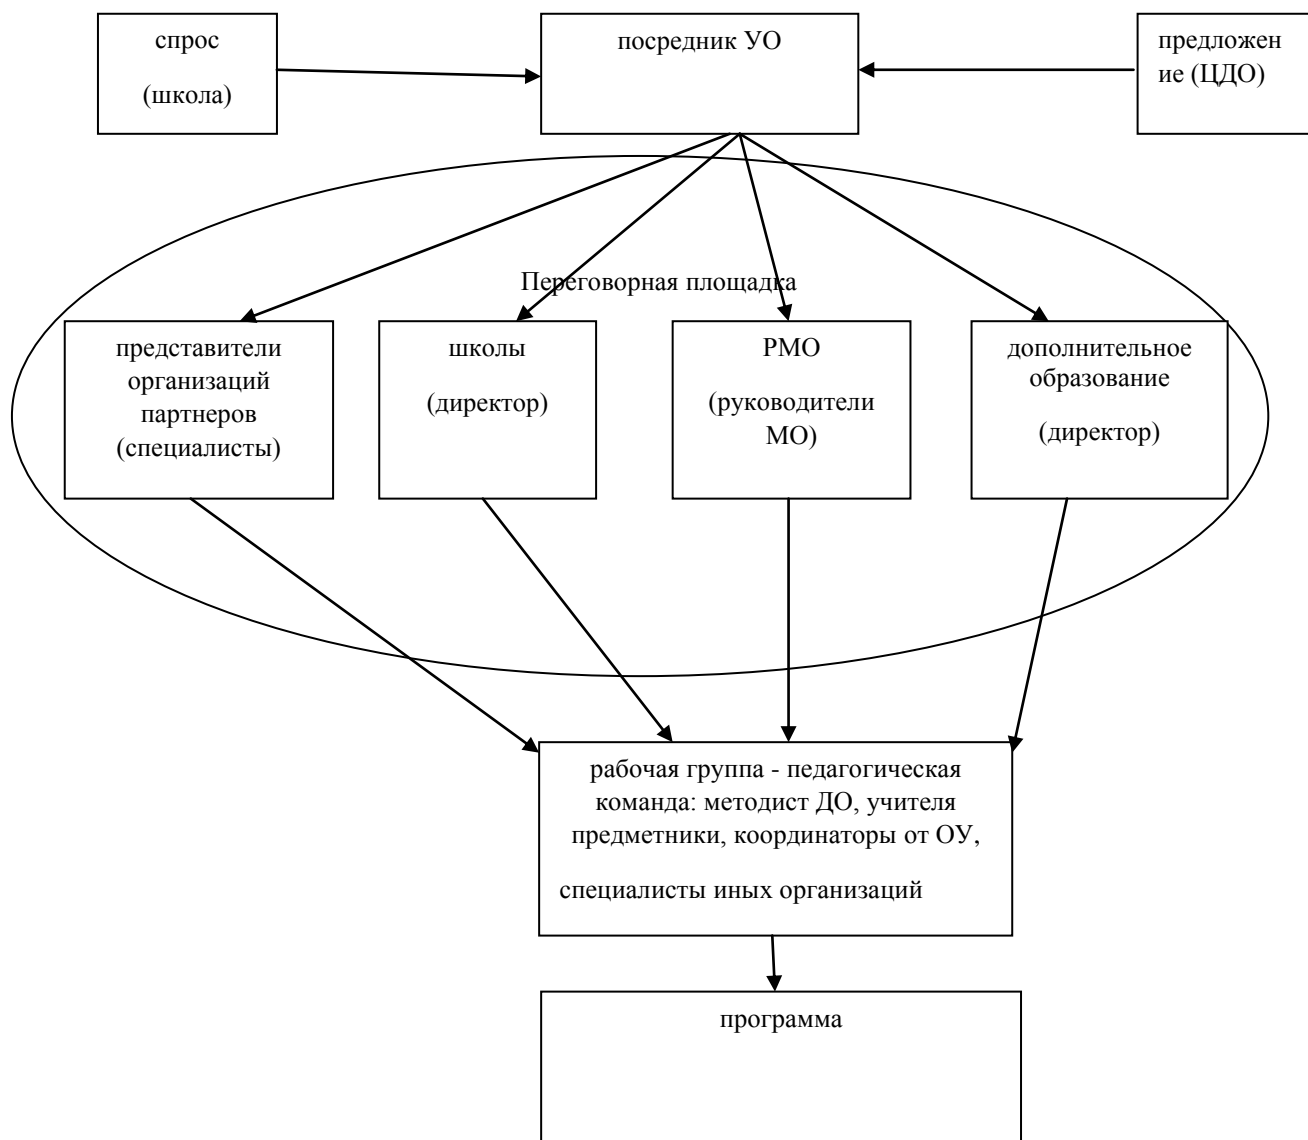 спрос
(школа)
посредник УО
предложен
ие (ЦДО)
Переговорная площадка
представители
организаций
партнеров
(специалисты)
школы
(директор)
РМО
(руководители
МО)
дополнительное
образование
(директор)
рабочая группа - педагогическая
команда: методист ДО, учителя
предметники, координаторы от ОУ,
специалисты иных организаций
программа